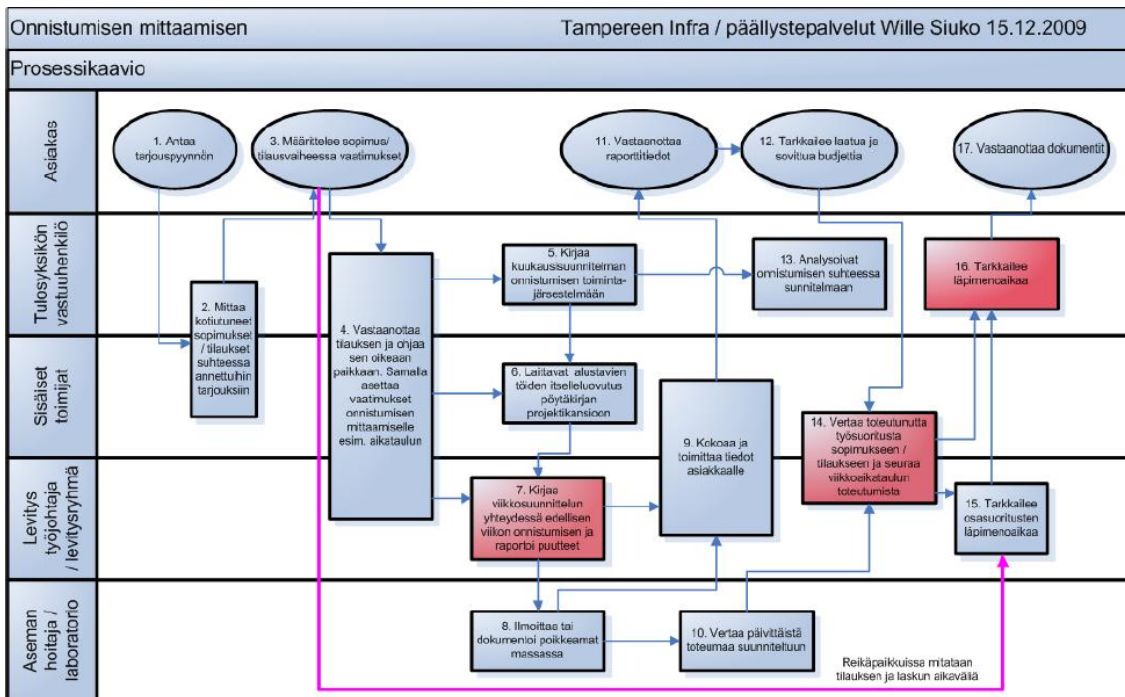 Onnistumisen mittaamisen
Tampereen Infra / päällystepalvelut Wille Siuko 15.12.2009
Prosessikaavio
Asiakas
1. Antaa
tarjouspyynnön
3. Määrittelee sopimus/
tilausvaiheessa vaatimukset
11. Vastaanottaa
raporttitiedot
12. Tarkkailee laatua ja
sovittua budjettia
17. Vastaanottaa dokumentit
Tulosyksikön
vastuuhenkilö
2. Mittaa
kotiutuneet
sopimukset
/ tilaukset
suhteessa
annettuihin
tarjouksiin
4. Vastaanottaa
tilauksen ja ohjaa
sen oikeaan
paikkaan. Samalla
asettaa
vaatimukset
onnistumisen
mittaamiselle
esim. aikataulun
5. Kirjaa
kuukausisuunnitelman
onnistumisen toiminta-
järsestelmään
13. Analysoivat
onnistumisen suhteessa
sunnitelmaan
16. Tarkkailee
läpimenoaikaa
Sisäiset
toimijat
6. Laittavat alustavien
töiden itselleluovutus
pöytäkirjan
projektikansioon
9. Kokoaa ja
toimittaa tiedot
asiakkaalle
14. Vertaa toteutunutta
työsuoritusta
sopimukseen /
tilaukseen ja seuraa
viikkoaikataulun
toteutumista
Levitys
työjohtaja
/ levitysryhmä
7. Kirjaa
viikkosuunnittelun
yhteydessä edellisen
viikon onnistumisen ja
raportoi puutteet
15. Tarkkailee
osasuoritusten
läpimenoaikaa
Aseman
hoitaja /
laboratorio
8. Ilmoittaa tai
dokumentoi poikkeamat
massassa
10. Vertaa päivittäistä
toteumaa suunniteltuun
Reikäpaikkuissa mitataan
tilauksen ja laskun aikaväliä